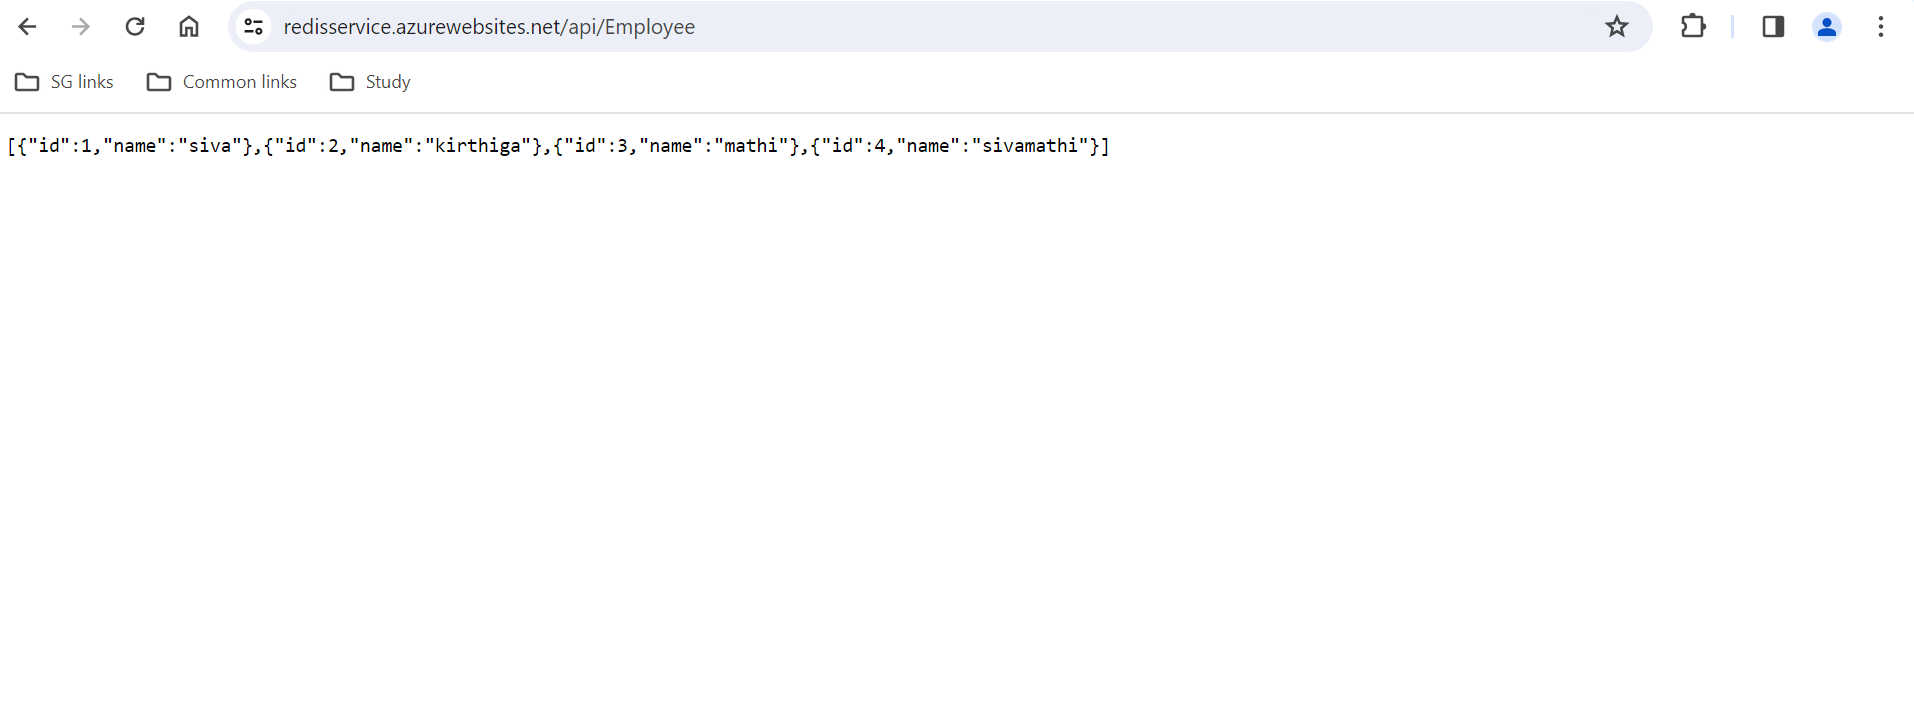 redisservice.azurewebsites.net/api/Employee
SG links Common links Study
[{"id":1,"name":"siva"},{"id":2,"name":"kirthiga"},{"id":3,"name":"mathi"},{"id":4,"name":"sivamathi"}]